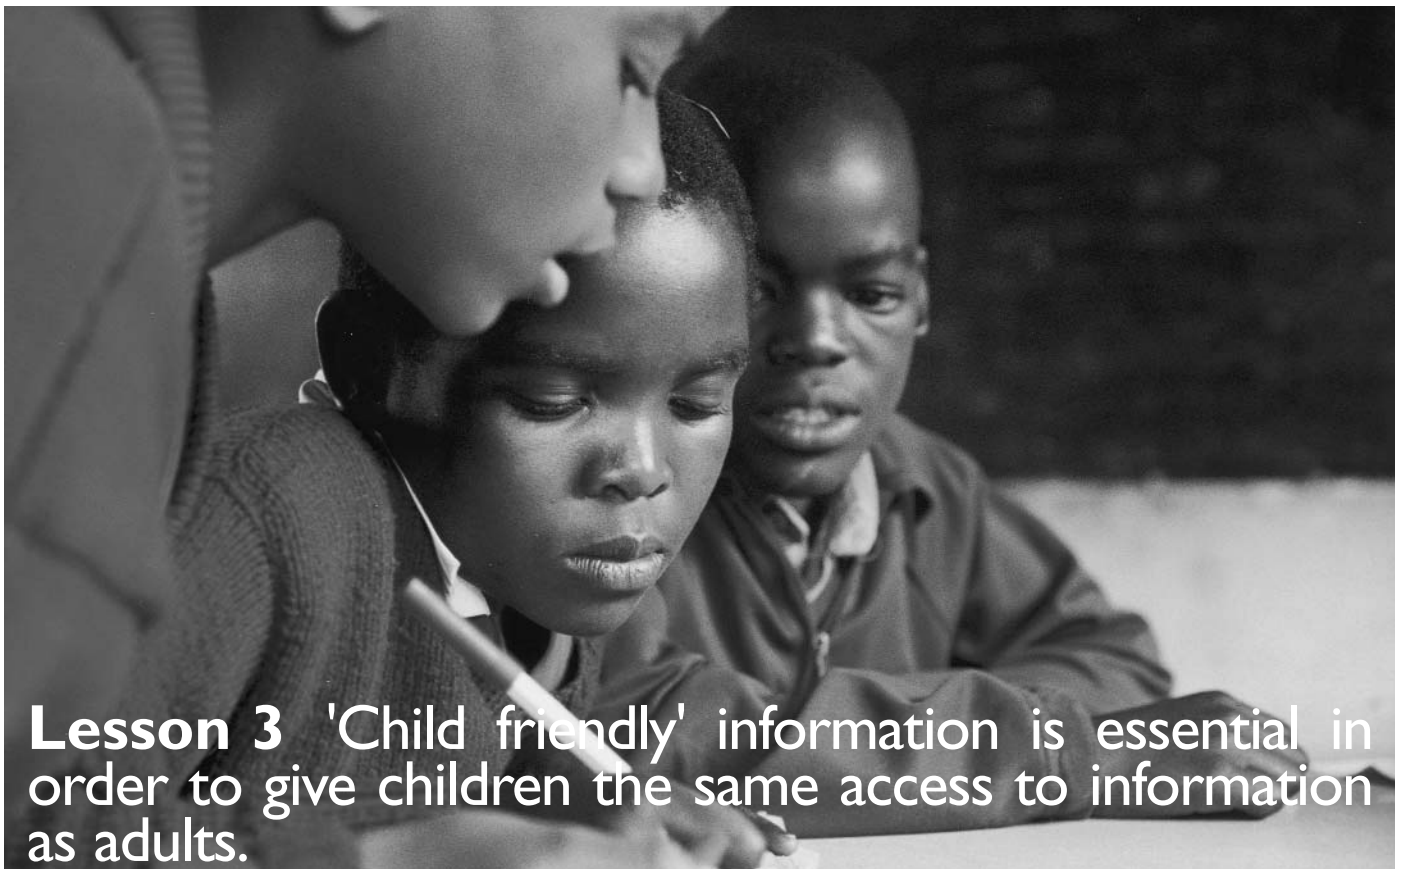 Lesson 3 'Child friendly' information is essential in
order to give children the same access to information
as adults.